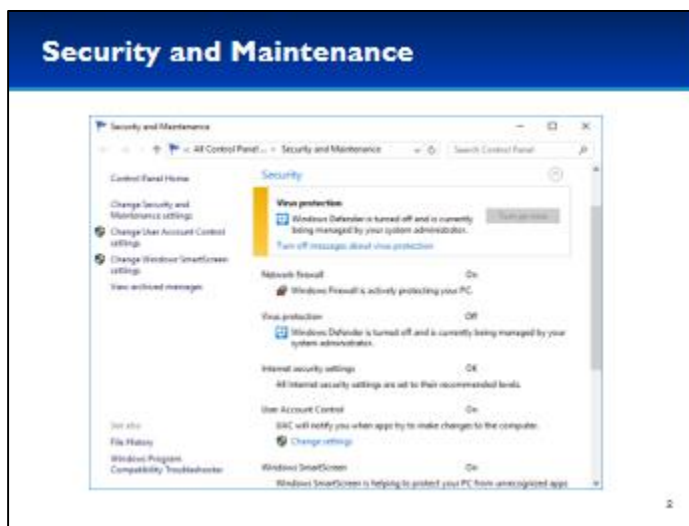 Security and Maintenance
Security and Maintenance
« All Control Panel ... › Security and Maintenance
Search Control Panel
Control Panel Home
Change Security and
Maintenance settings
Change User Account Control
settings
Change Windows SmartScreen
settings
View archived messages
See also
File History
Windows Program
Compatibility Troubleshooter
Security
Virus protection
Windows Defender is turned off and is currently
being managed by your system administrator.
Turn off messages about virus protection
Network firewall On
Windows Firewall is actively protecting your PC.
Virus protection Off
Windows Defender is turned off and is currently being managed by your
system administrator.
Internet security settings OK
All Internet security settings are set to their recommended levels.
User Account Control On
UAC will notify you when apps try to make changes to the computer.
Change settings
Windows SmartScreen On
Windows SmartScreen is helping to protect your PC from unrecognized apps